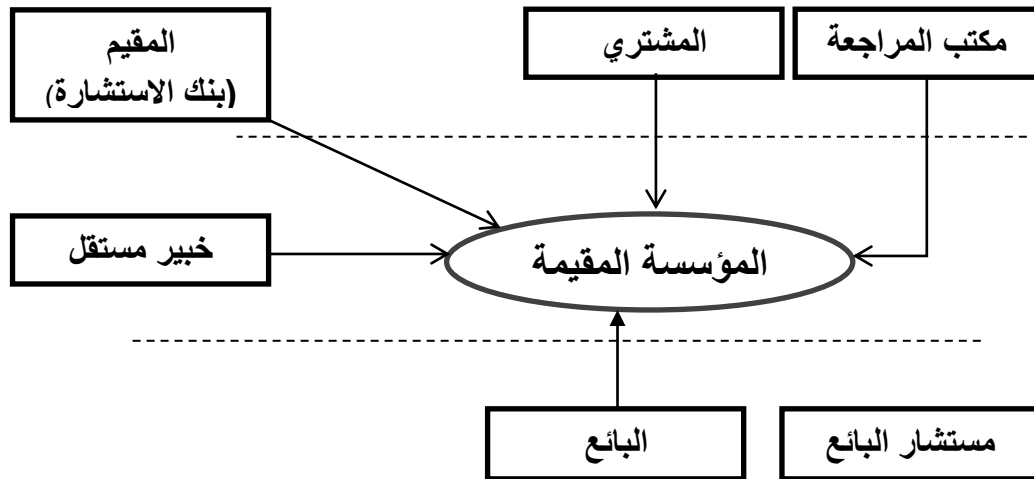 مكتب المراجعة
المشتري
المقيم
(بنك الاستشارة)
خبير مستقل
المؤسسة المقيمة
مستشار البائع
البائع